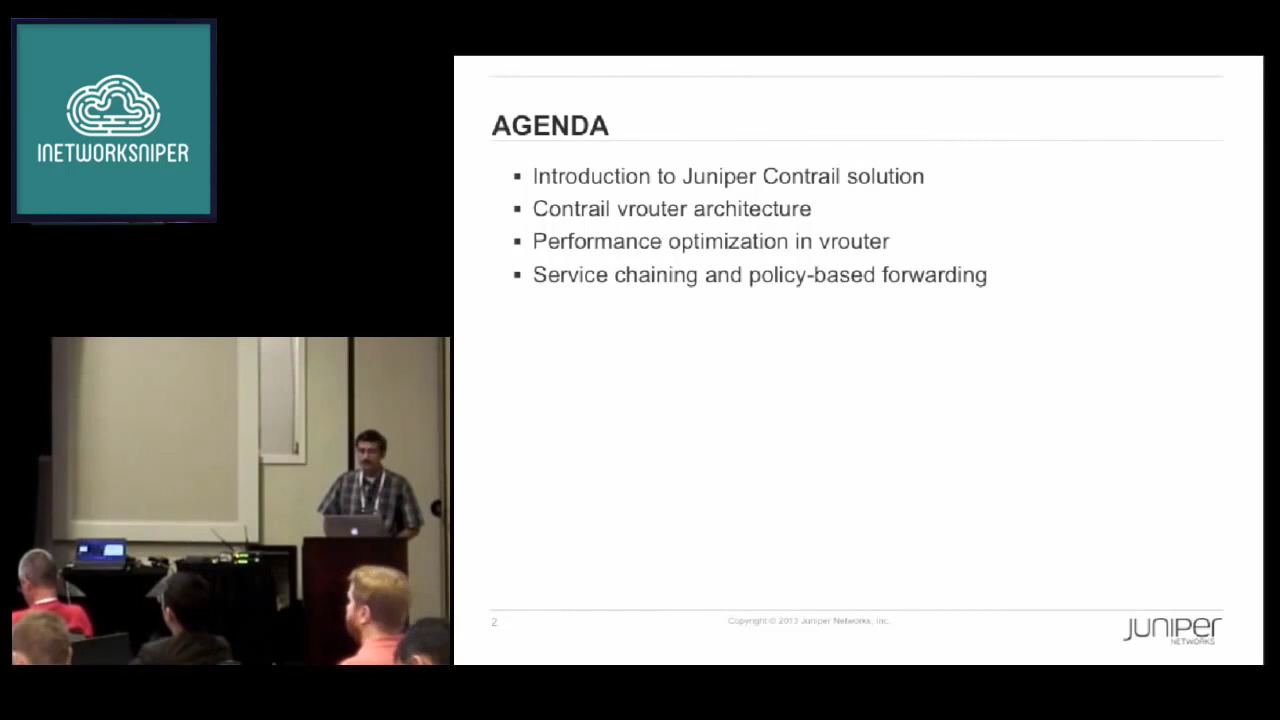 INETWORKSNIPER
AGENDA
▪ Introduction to Juniper Contrail solution
▪ Contrail vrouter architecture
▪ Performance optimization in vrouter
▪ Service chaining and policy-based forwarding
2
Copyright © 2013 Juniper Networks, Inc.
JUNIPER
NETWORKS